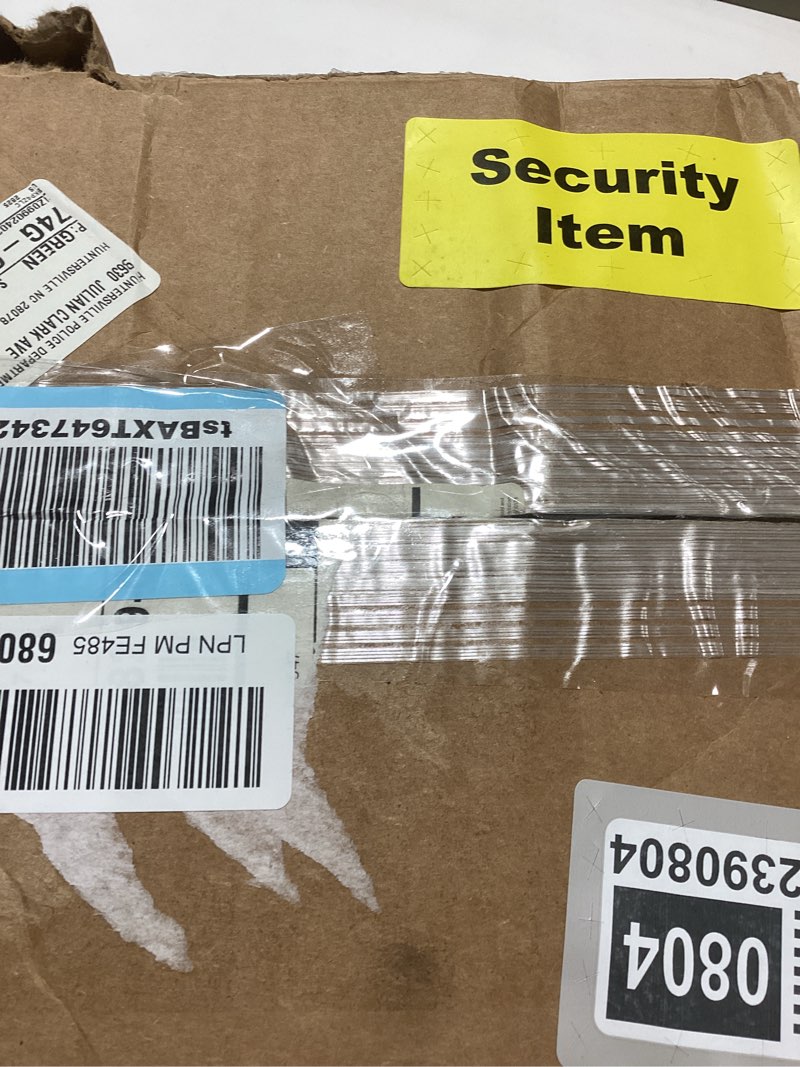 Security
Item
HUNTERSVILLE POLICE
9630 JULIAN CLARK AVE
HUNTERSVILLE NC 28078
P: GREEN
74G –
tsBAXT647342
LPN PM FE485 680
2390804
0804